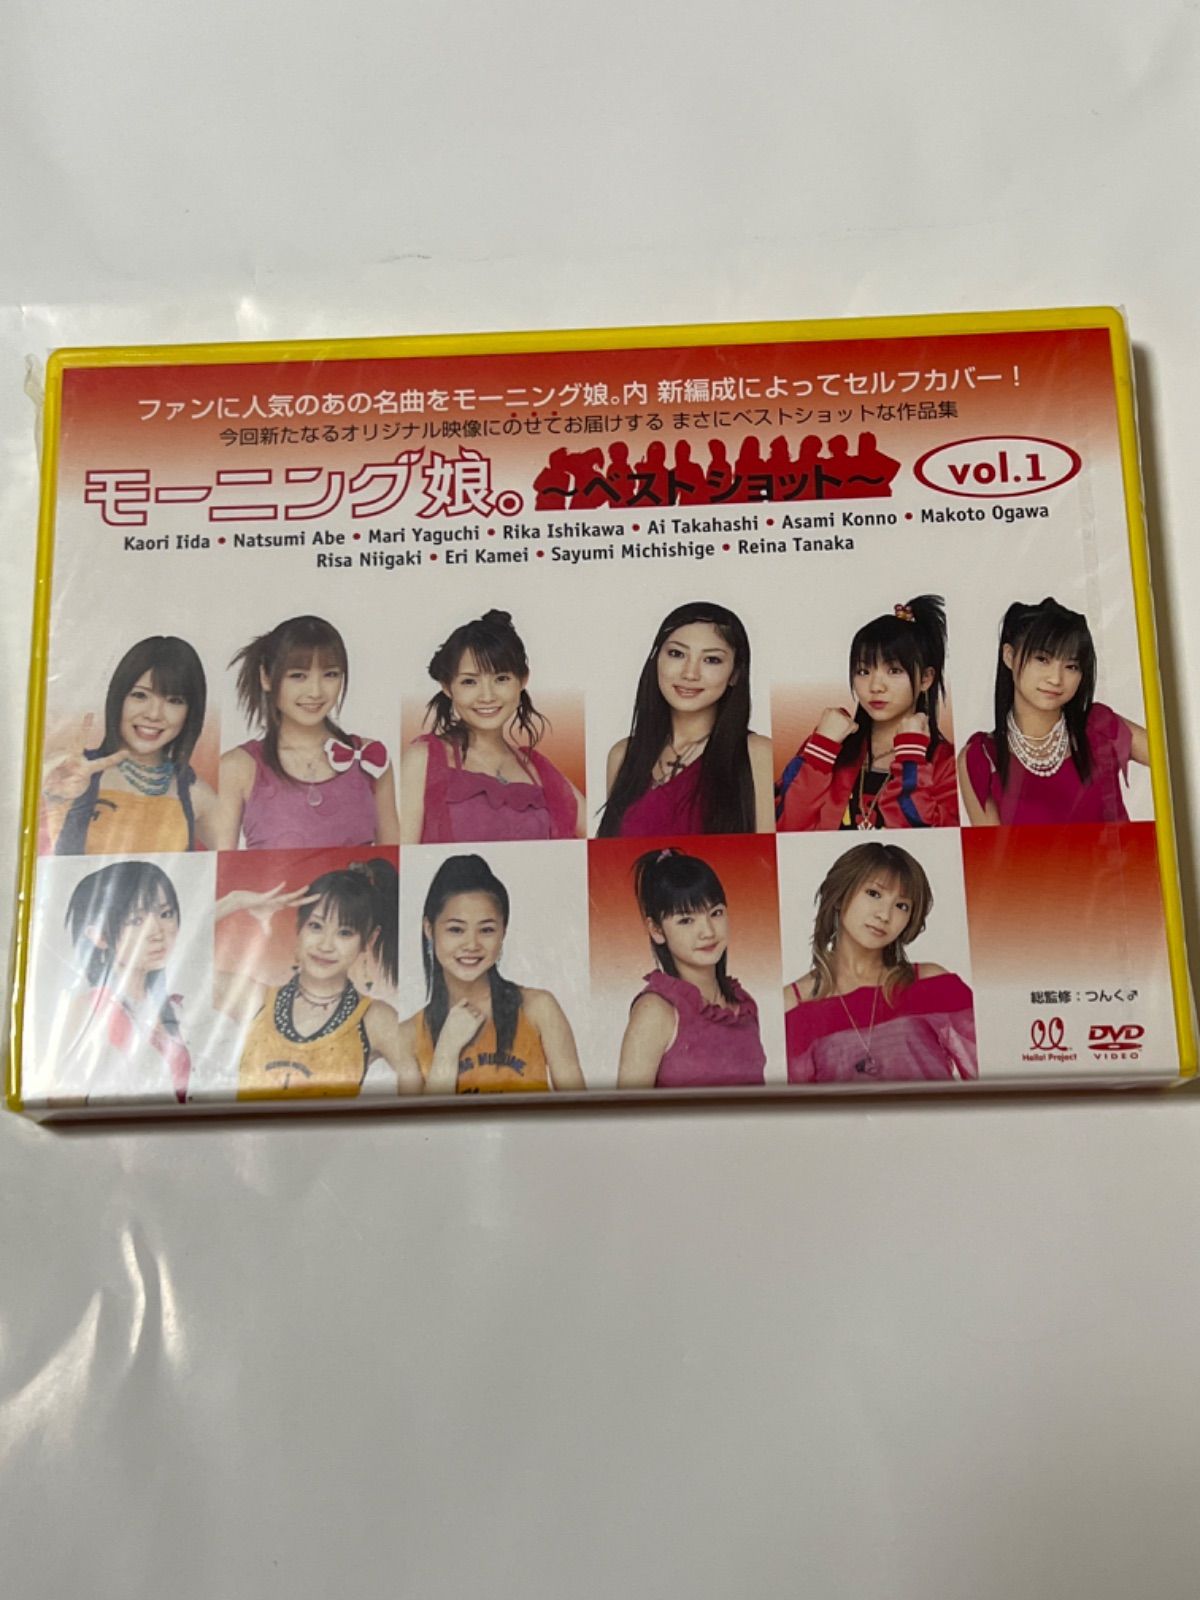 ファンに人気のあの名曲をモーニング娘。内 新編成によってセルフカバー！
今回新たなるオリジナル映像にのせてお届けする まさにベストショットな作品集
モーニング娘。 ～ベストショット～ vol.1
Kaori Iida • Natsumi Abe • Mari Yaguchi • Rika Ishikawa • Ai Takahashi • Asami Konno • Makoto Ogawa
Risa Niigaki • Eri Kamei • Sayumi Michishige • Reina Tanaka
総監修：つんく♂
Hello! Project
DVD
VIDEO